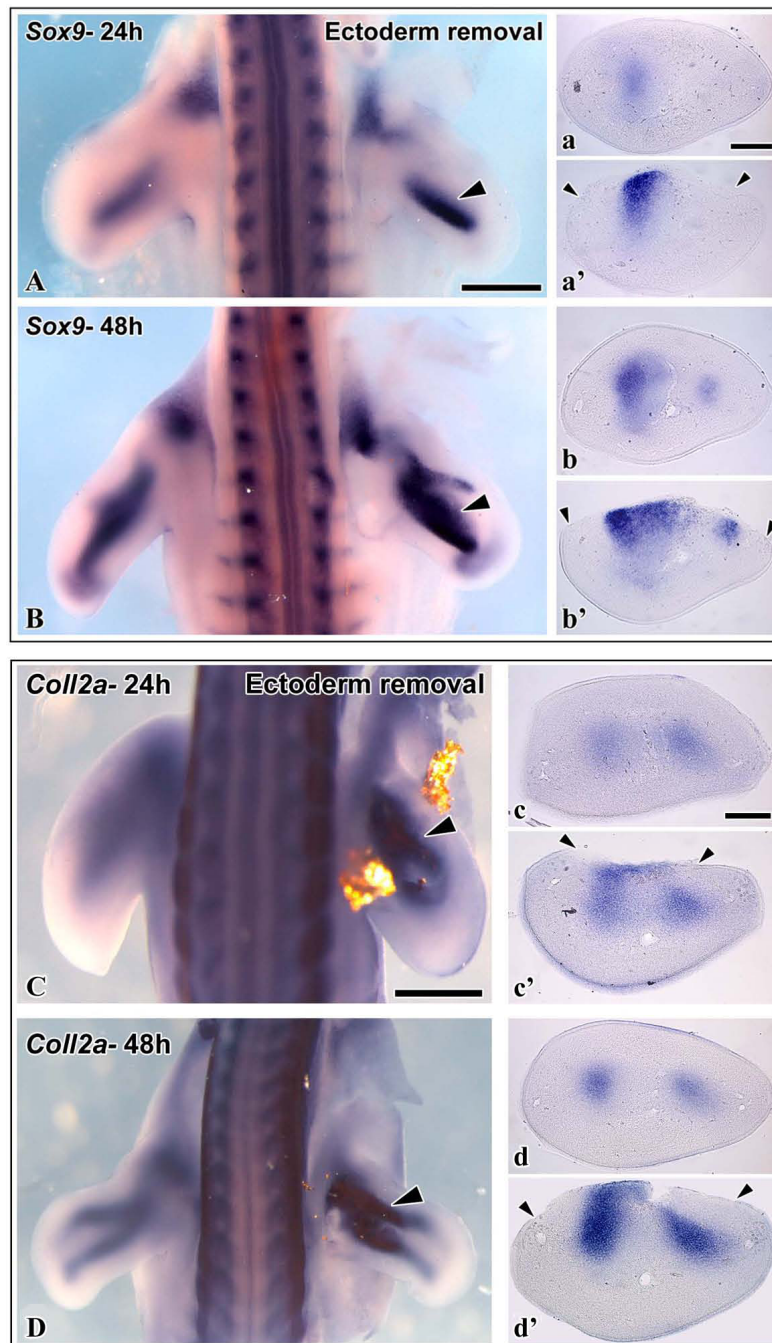 Sox9- 24h Ectoderm removal
A
a
a’
Sox9- 48h
B
b
b’
Coll2a- 24h Ectoderm removal
C
c
c’
Coll2a- 48h
D
d
d’